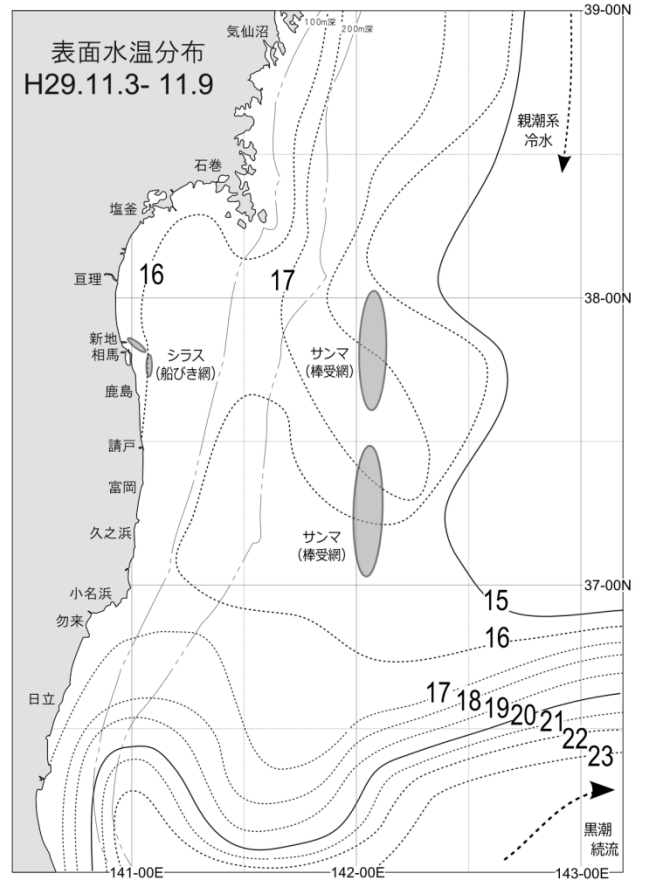 表面水温分布
H29.11.3- 11.9
気仙沼
100m深
200m深
39-00N
親潮系
冷水
石巻
塩釜
亘理
16
17
38-00N
新地
相馬
シラス
(船びき網)
サンマ
(棒受網)
鹿島
請戸
富岡
久之浜
サンマ
(棒受網)
小名浜
勿来
37-00N
15
16
日立
17
18
19
20
21
22
23
黒潮
続流
141-00E
142-00E
143-00E